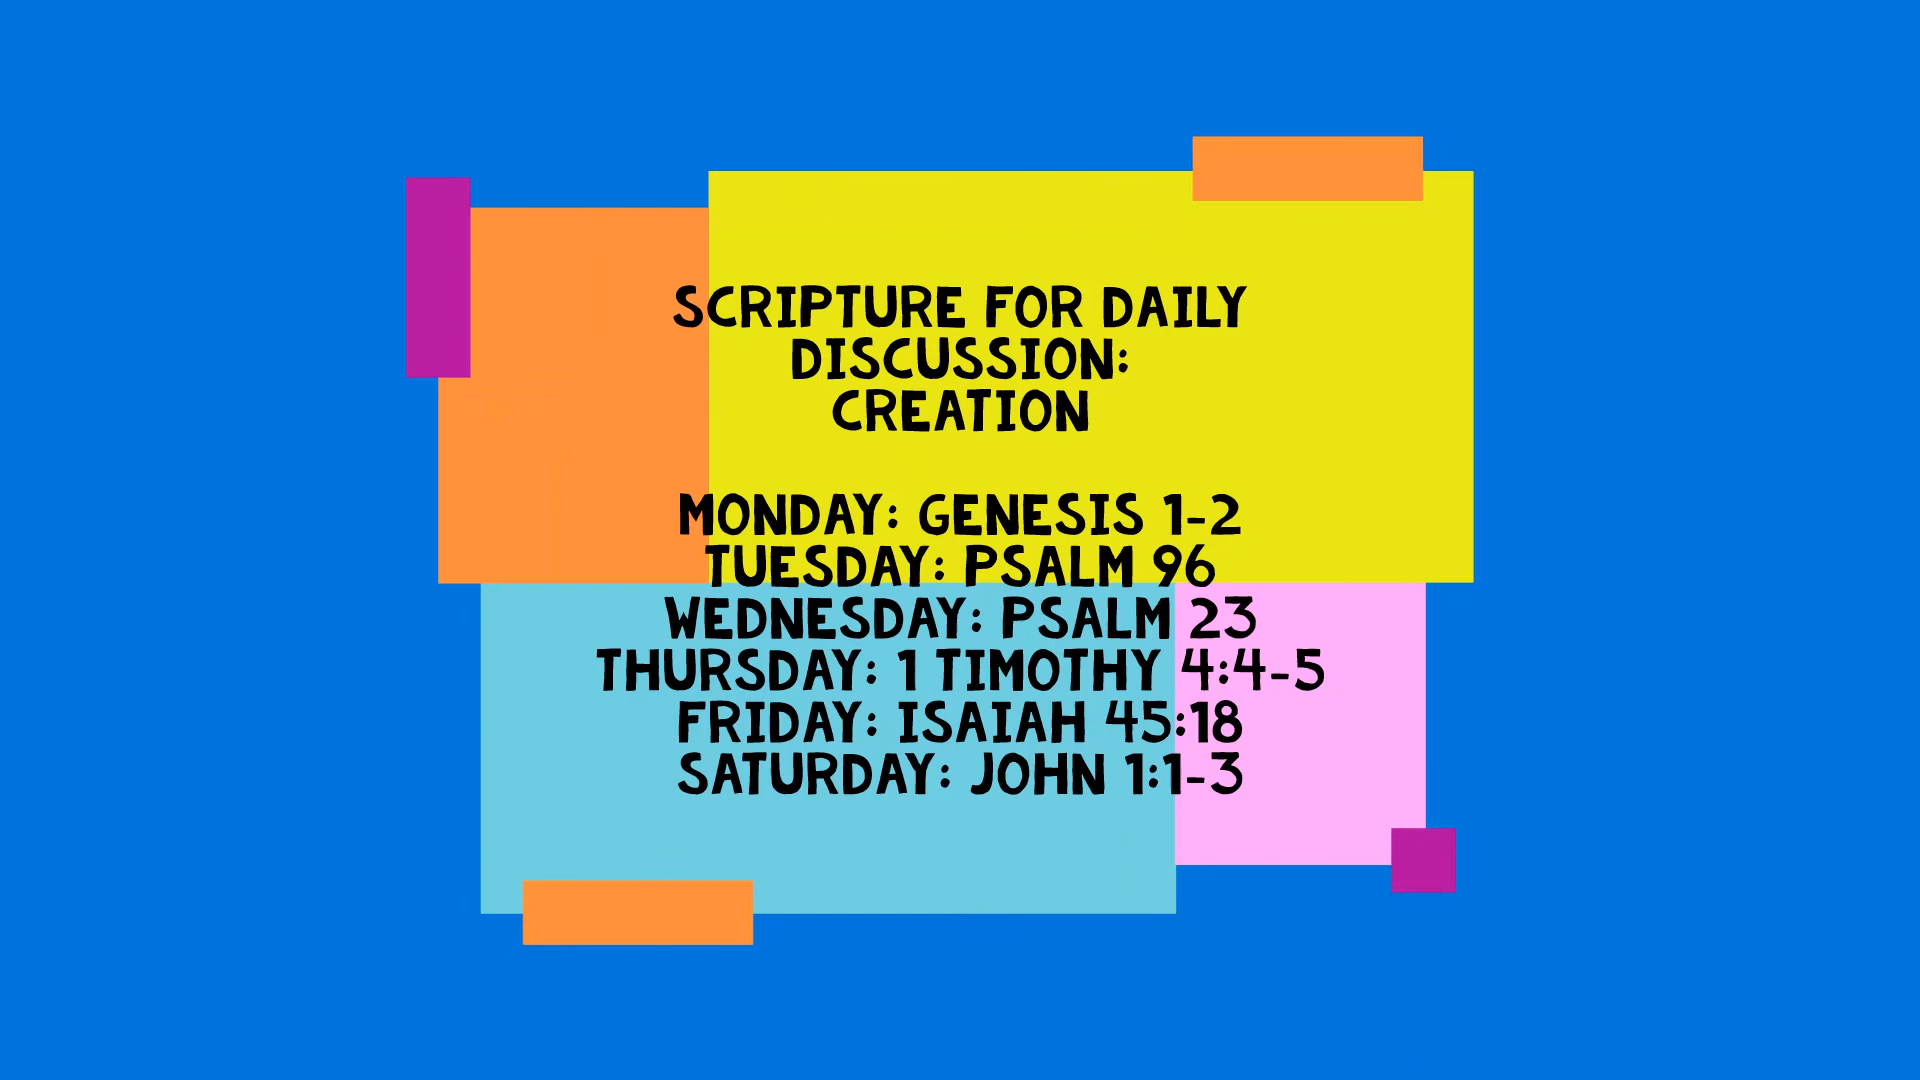 SCRIPTURE FOR DAILY
DISCUSSION:
CREATION
MONDAY: GENESIS 1-2
TUESDAY: PSALM 96
WEDNESDAY: PSALM 23
THURSDAY: 1 TIMOTHY 4:4-5
FRIDAY: ISAIAH 45:18
SATURDAY: JOHN 1:1-3